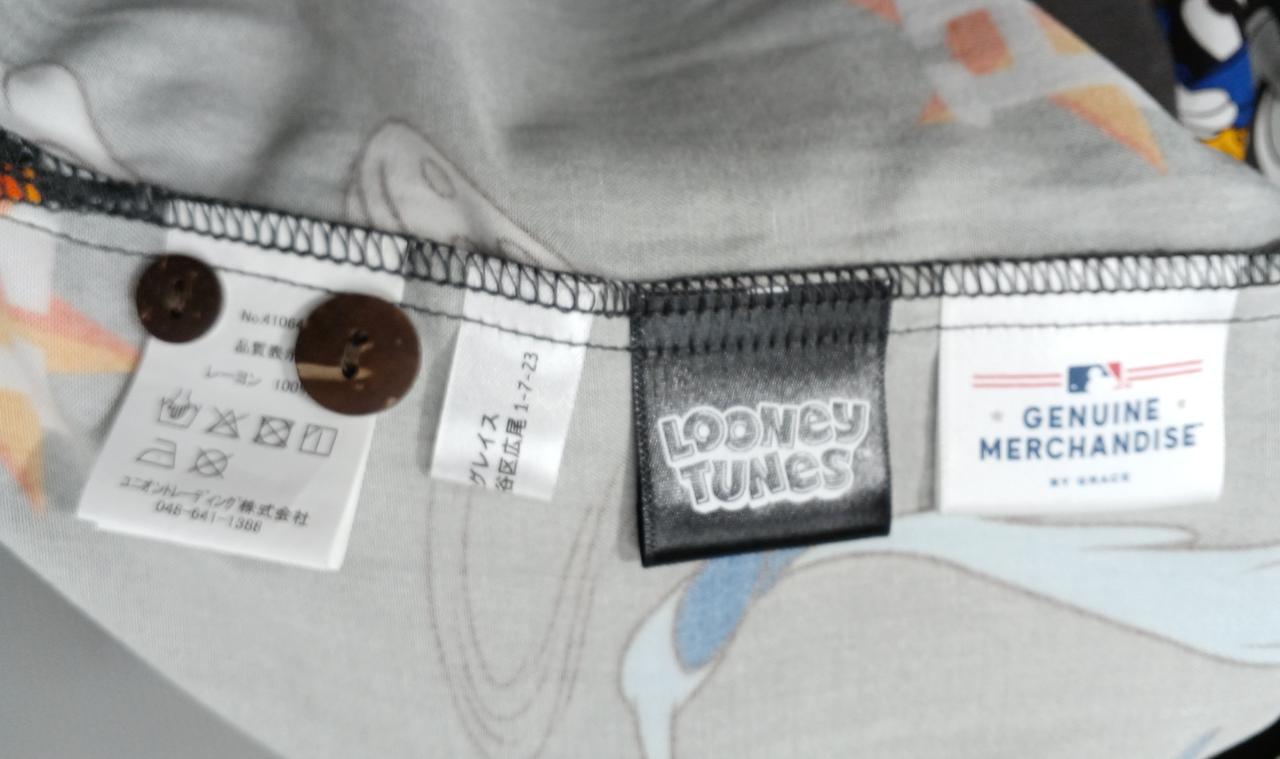 No.41064
品質表示
レーヨン 100
ユニオントレーディング株式会社
048-641-1388
グレイス
谷区広尾1-7-23
LOONEY
TUNES
GENUINE
MERCHANDISE
BY GRACE